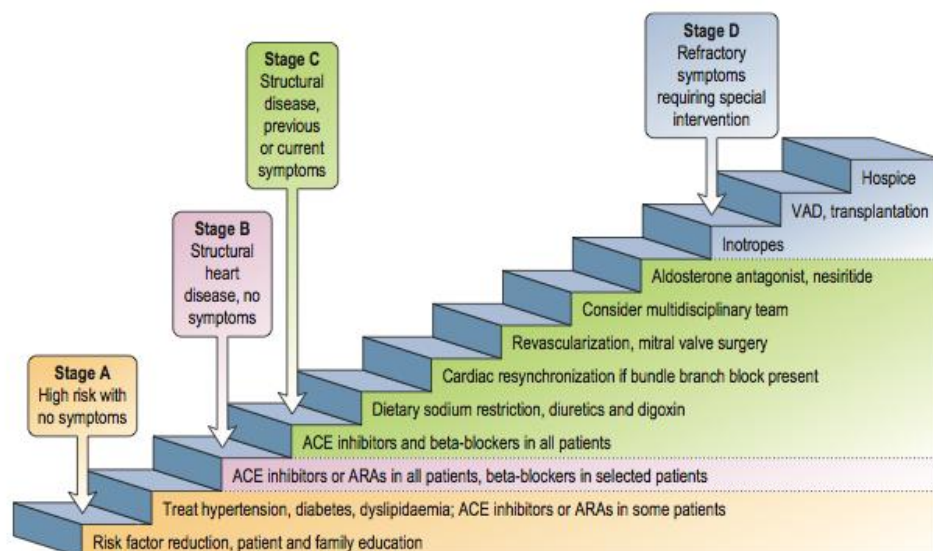 Stage A
High risk with
no symptoms
Stage B
Structural
heart
disease, no
symptoms
Stage C
Structural
disease,
previous
or current
symptoms
Stage D
Refractory
symptoms
requiring special
intervention
Hospice
VAD, transplantation
Inotropes
Aldosterone antagonist, nesiritide
Consider multidisciplinary team
Revascularization, mitral valve surgery
Cardiac resynchronization if bundle branch block present
Dietary sodium restriction, diuretics and digoxin
ACE inhibitors and beta-blockers in all patients
ACE inhibitors or ARAs in all patients, beta-blockers in selected patients
Treat hypertension, diabetes, dyslipidaemia; ACE inhibitors or ARAs in some patients
Risk factor reduction, patient and family education